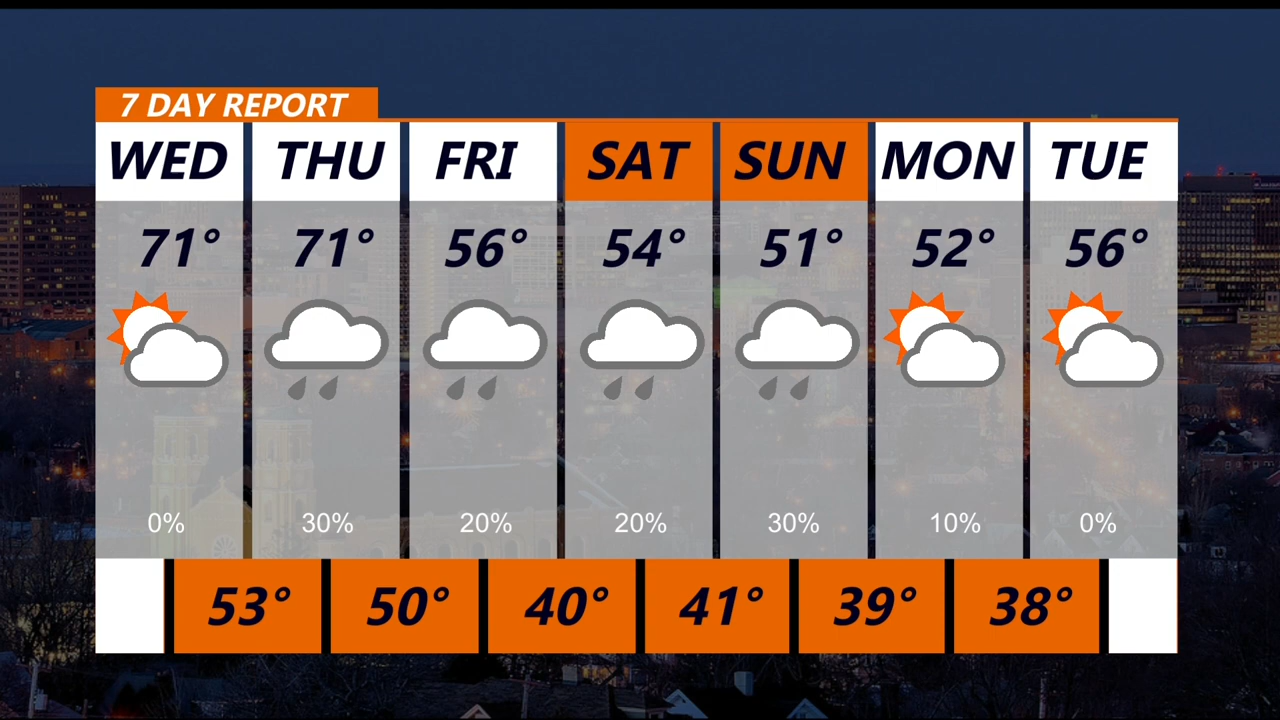 7 DAY REPORT
WED THU FRI SAT SUN MON TUE
71° 71° 56° 54° 51° 52° 56°
0% 30% 20% 20% 30% 10% 0%
53° 50° 40° 41° 39° 38°